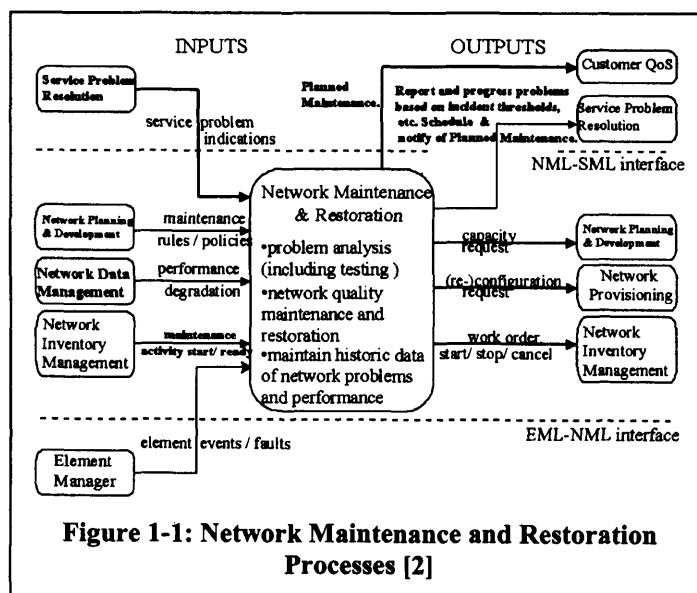 INPUTS
OUTPUTS
Service Problem
Resolution
service problem
indications
Planned
Maintenance.
Report and progress problems
based on incident thresholds,
etc. Schedule &
notify of Planned Maintenance.
Customer QoS
Service Problem
Resolution
NML-SML interface
Network Planning
& Development
maintenance
rules / policies
Network Data
Management
performance
degradation
Network
Inventory
Management
maintenance
activity start/ ready
Network Maintenance
& Restoration
•problem analysis
(including testing )
•network quality
maintenance and
restoration
•maintain historic data
of network problems
and performance
capacity
request
Network Planning
& Development
(re-)configuration
request
Network
Provisioning
work order
start/ stop/ cancel
Network
Inventory
Management
element events / faults
EML-NML interface
Element
Manager
Figure 1-1: Network Maintenance and Restoration
Processes [2]